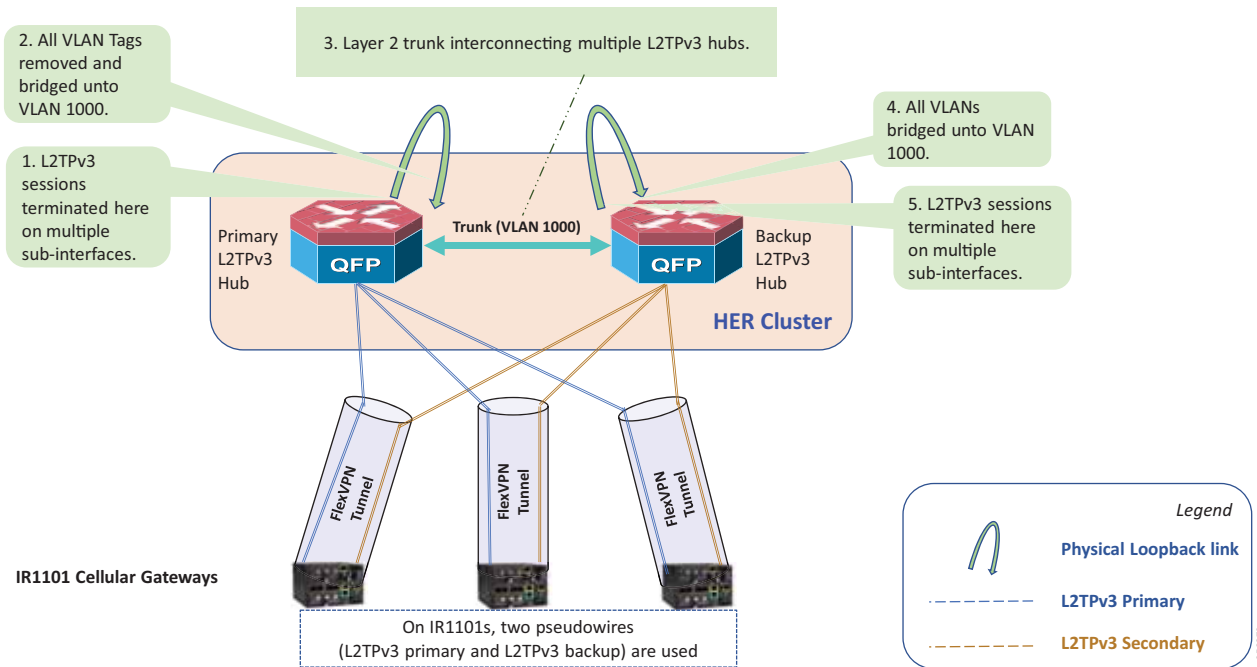 2. All VLAN Tags
removed and
bridged unto
VLAN 1000.
3. Layer 2 trunk interconnecting multiple L2TPv3 hubs.
4. All VLANs
bridged unto VLAN
1000.
1. L2TPv3
sessions
terminated here
on multiple
sub-interfaces.
5. L2TPv3 sessions
terminated here
on multiple
sub-interfaces.
Primary
L2TPv3
Hub
QFP
Trunk (VLAN 1000)
QFP
Backup
L2TPv3
Hub
HER Cluster
FlexVPN
Tunnel
FlexVPN
Tunnel
FlexVPN
Tunnel
IR1101 Cellular Gateways
On IR1101s, two pseudowires
(L2TPv3 primary and L2TPv3 backup) are used
Legend
Physical Loopback link
L2TPv3 Primary
L2TPv3 Secondary